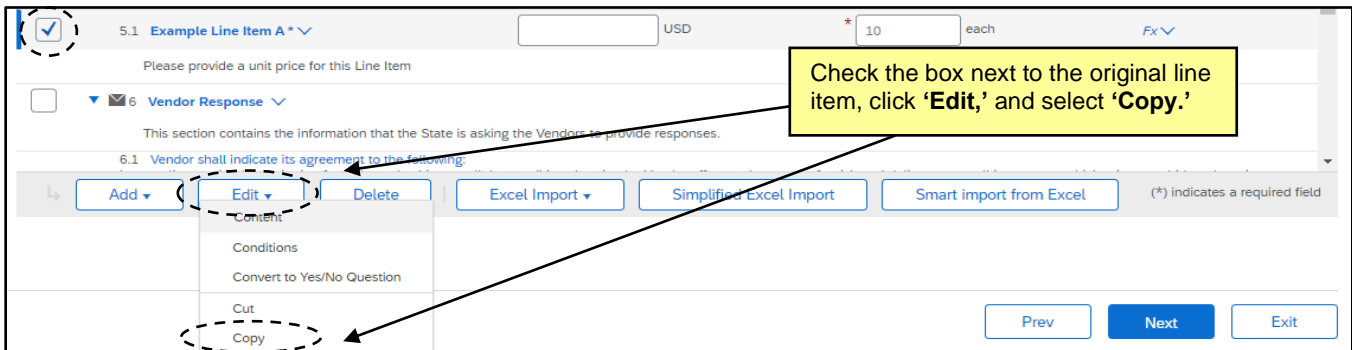 5.1 Example Line Item A * USD * 10 each Fx
Please provide a unit price for this Line Item
Check the box next to the original line
item, click ‘Edit,’ and select ‘Copy.’
6 Vendor Response
This section contains the information that the State is asking the Vendors to provide responses.
6.1 Vendor shall indicate its agreement to the following:
Add Edit Delete Excel Import Simplified Excel Import Smart import from Excel (*) indicates a required field
Content
Conditions
Convert to Yes/No Question
Cut
Copy
Prev Next Exit